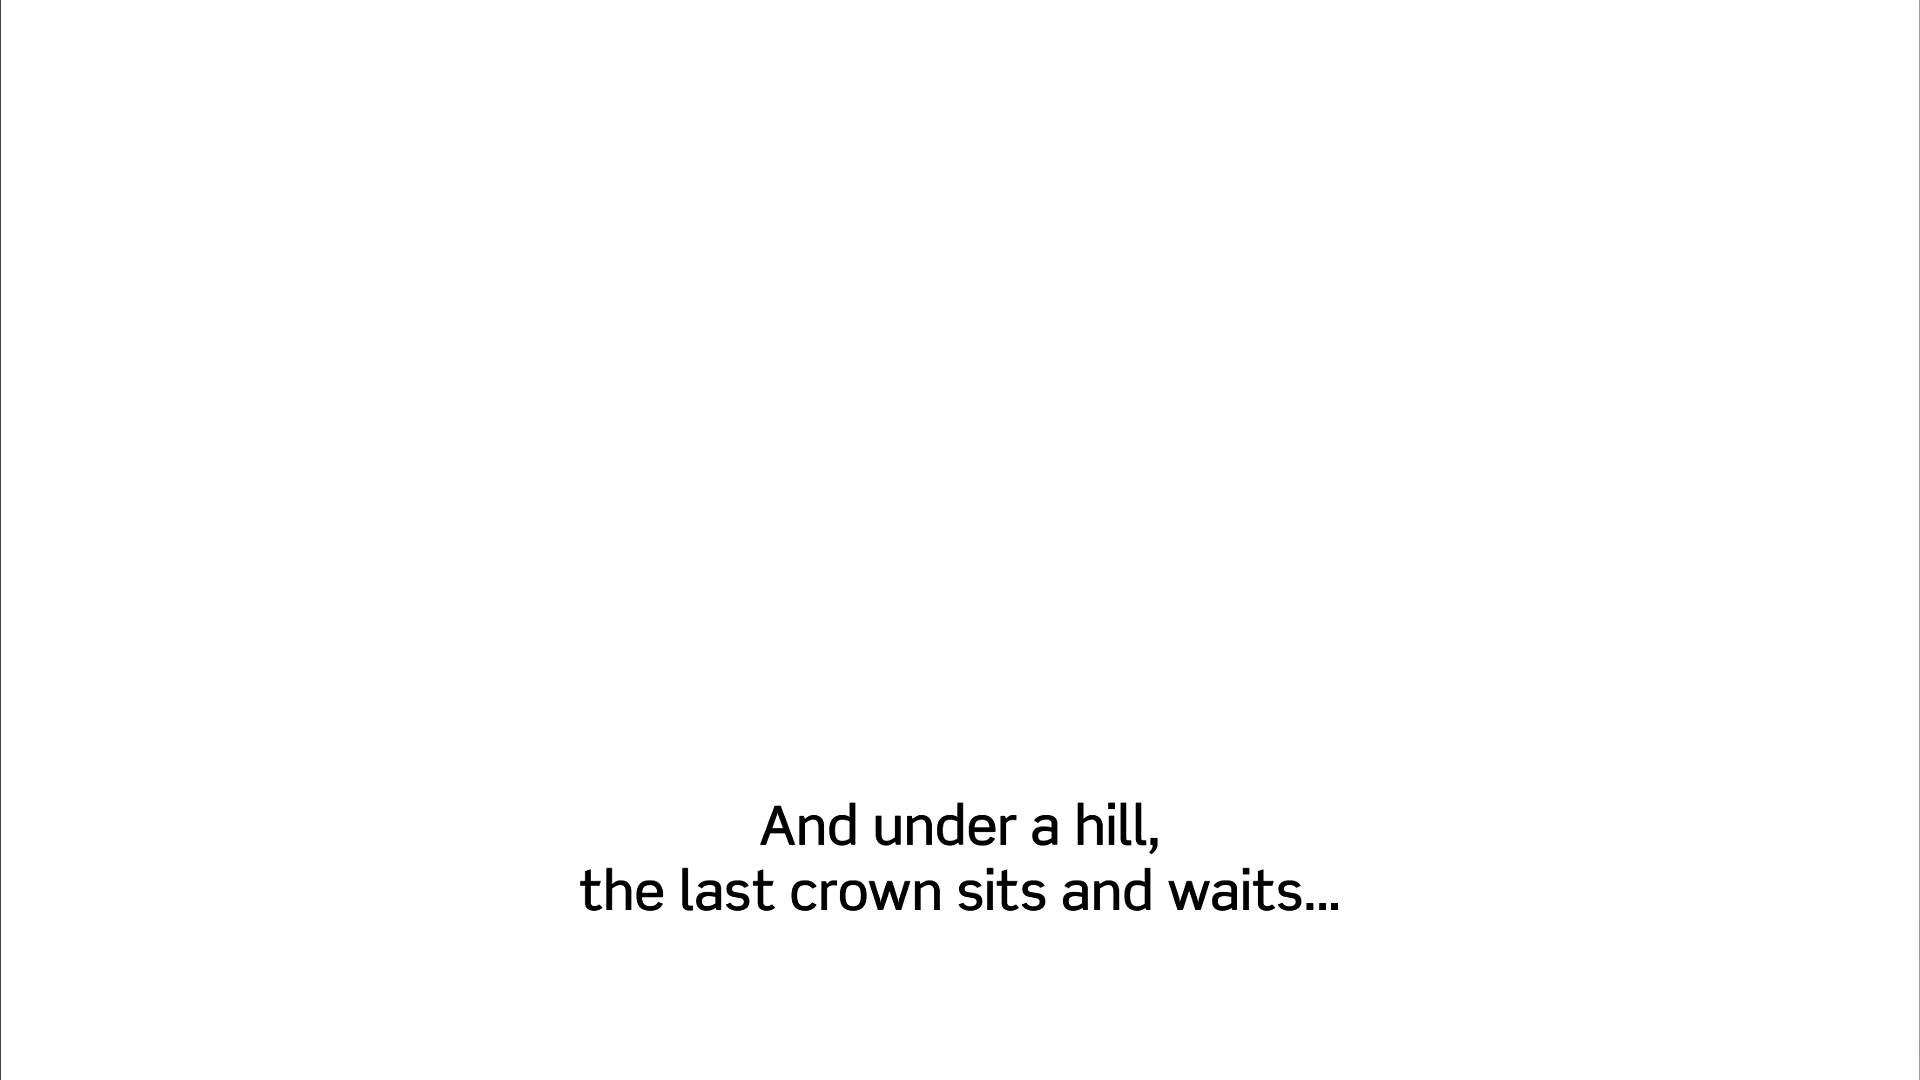 And under a hill,
the last crown sits and waits...